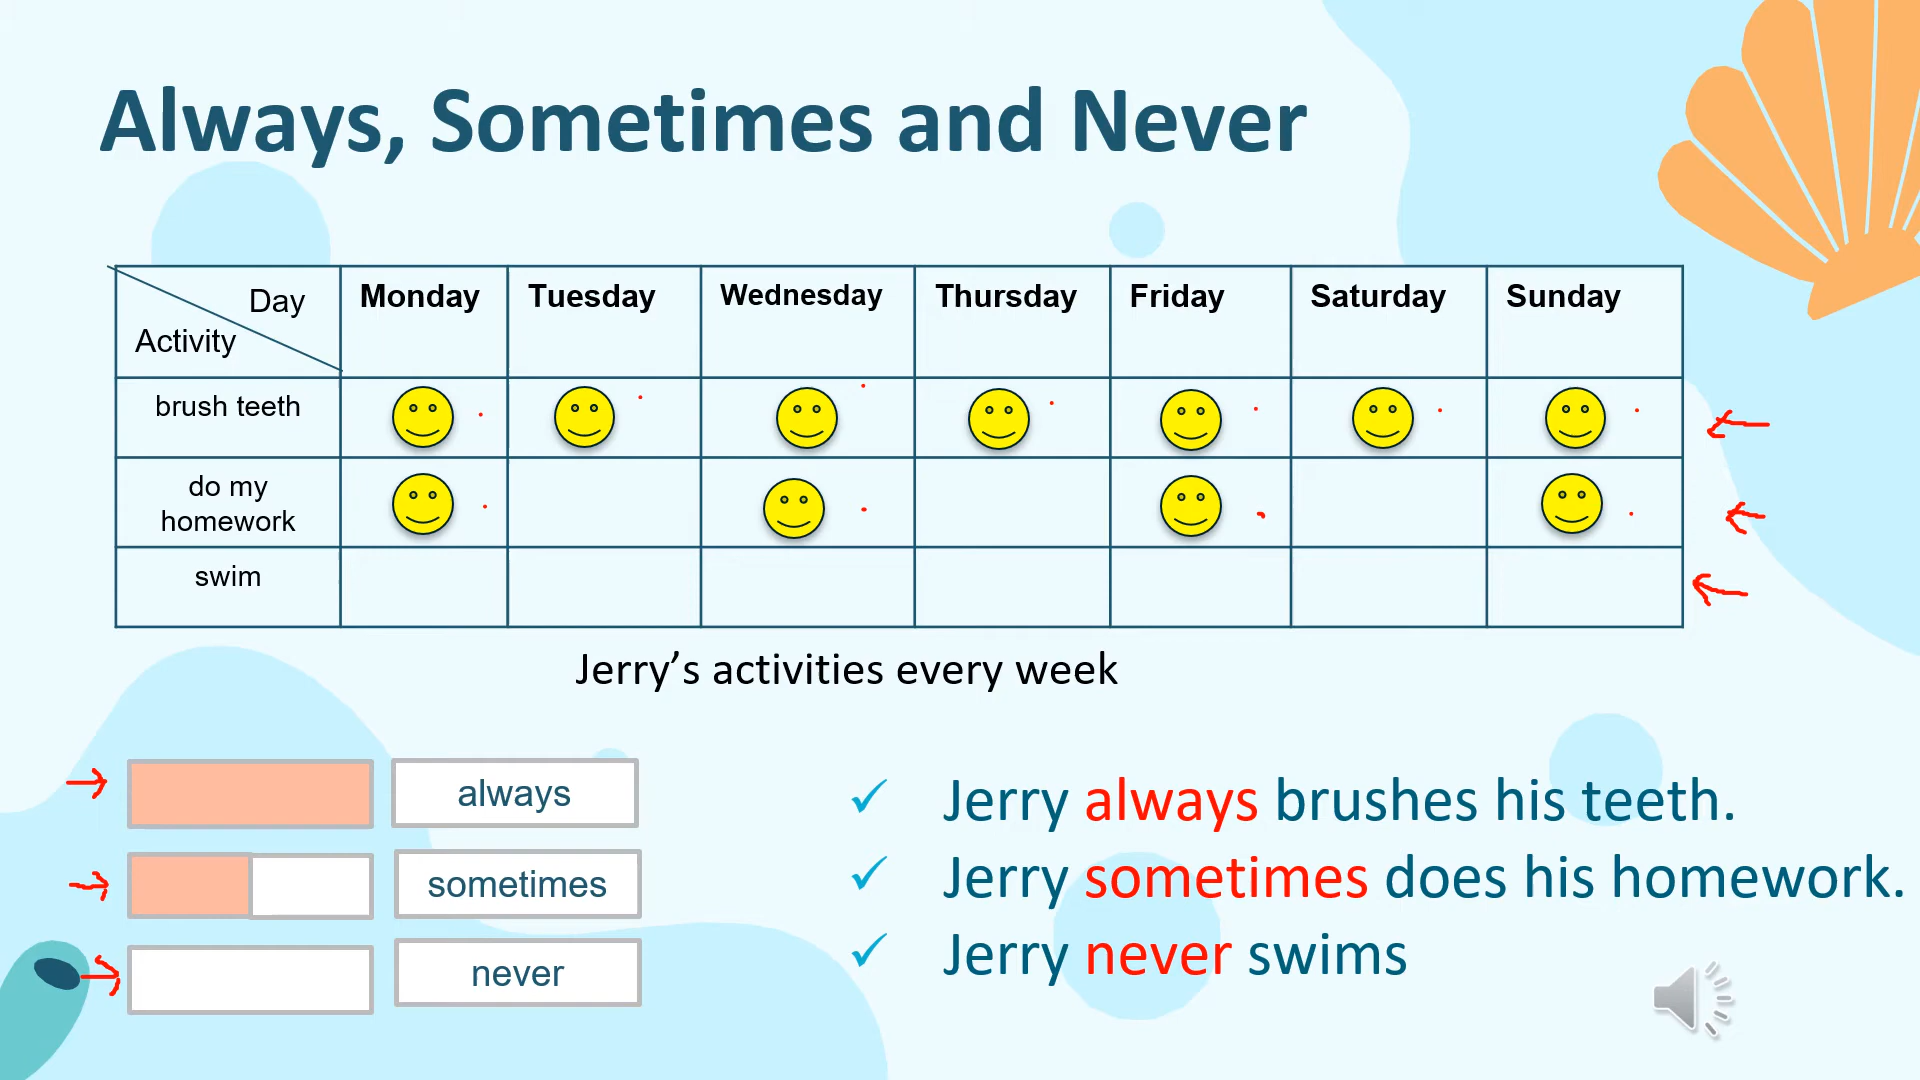 Always, Sometimes and Never
Day
Activity
Monday Tuesday Wednesday Thursday Friday Saturday Sunday
brush teeth
do my
homework
swim
Jerry’s activities every week
always
sometimes
never
✓ Jerry always brushes his teeth.
✓ Jerry sometimes does his homework.
✓ Jerry never swims